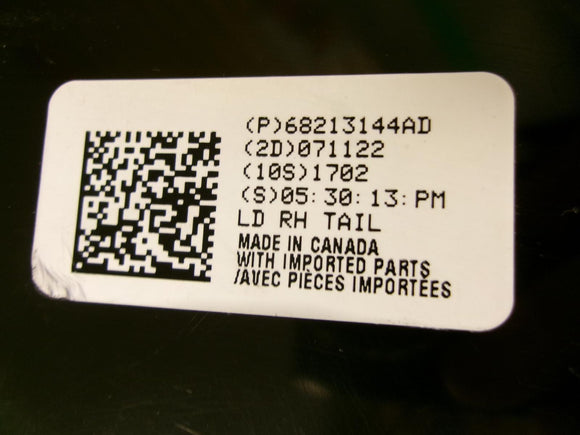 (P)68213144AD
(2D)071122
(10S)1702
(S)05:30:13:PM
LD RH TAIL
MADE IN CANADA
WITH IMPORTED PARTS
/AVEC PIÈCES IMPORTÉES